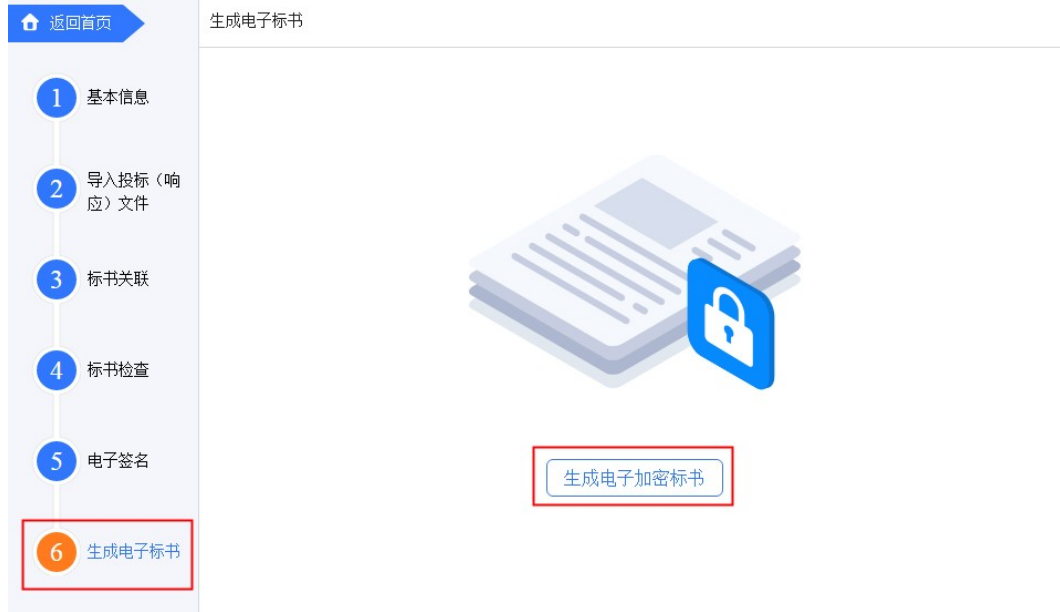 返回首页
生成电子标书
1
基本信息
2
导入投标（响
应）文件
3
标书关联
4
标书检查
5
电子签名
6
生成电子标书
生成电子加密标书